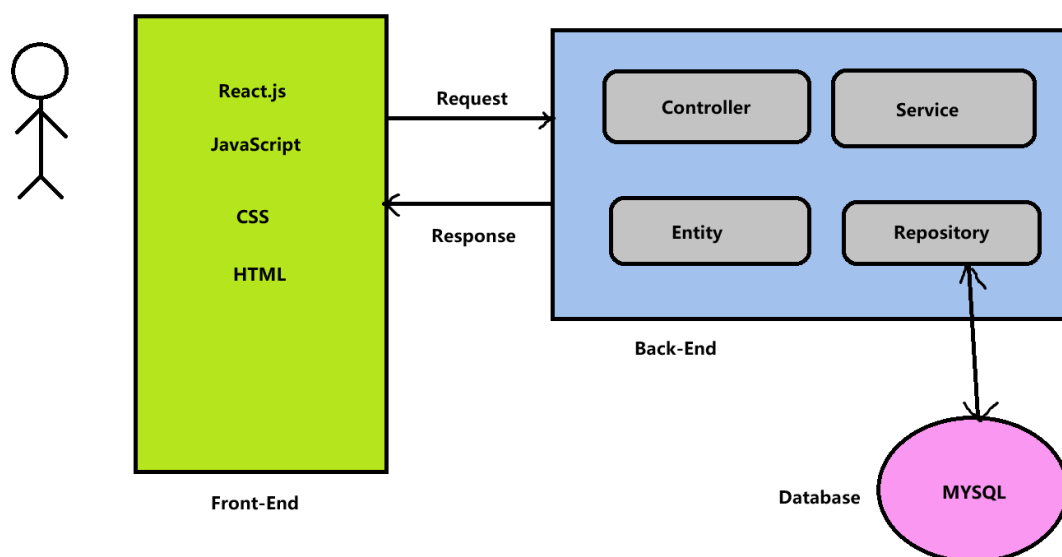 React.js
JavaScript
CSS
HTML
Front-End
Request
Response
Controller
Service
Entity
Repository
Back-End
Database
MYSQL